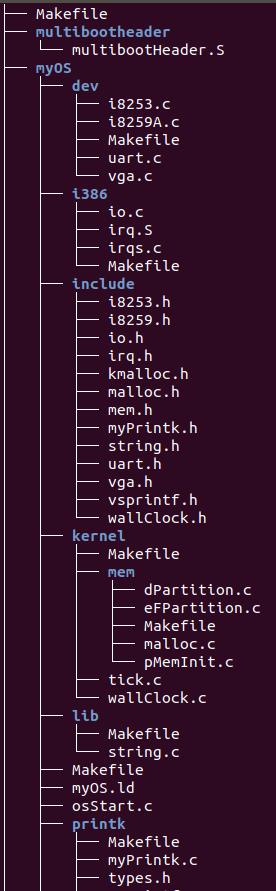 Makefile
multibootheader
multibootHeader.S
myOS
dev
i8253.c
i8259A.c
Makefile
uart.c
vga.c
i386
io.c
irq.S
irqs.c
Makefile
include
i8253.h
i8259.h
io.h
irq.h
kmalloc.h
malloc.h
mem.h
myPrintk.h
string.h
uart.h
vga.h
vsprintf.h
wallClock.h
kernel
Makefile
mem
dPartition.c
eFPartition.c
Makefile
malloc.c
pMemInit.c
tick.c
wallClock.c
lib
Makefile
string.c
Makefile
myOS.ld
osStart.c
printk
Makefile
myPrintk.c
types.h